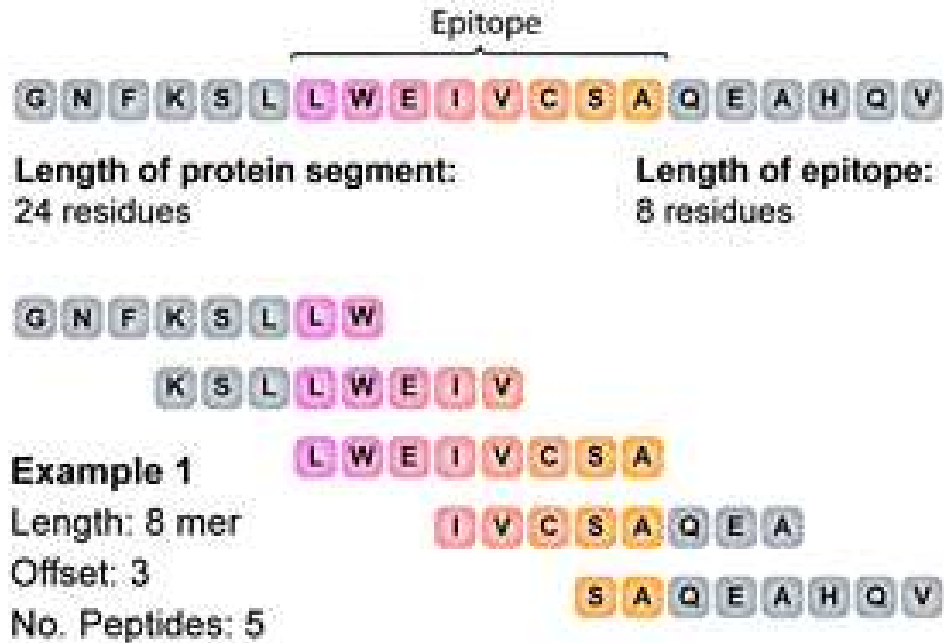 Epitope
G N F K S L L W E I V C S A Q E A H Q V
Length of protein segment: Length of epitope:
24 residues 8 residues
G N F K S L L W
K S L L W E I V
L W E I V C S A
Example 1
I V C S A Q E A
Length: 8 mer
Offset: 3
S A Q E A H Q V
No. Peptides: 5